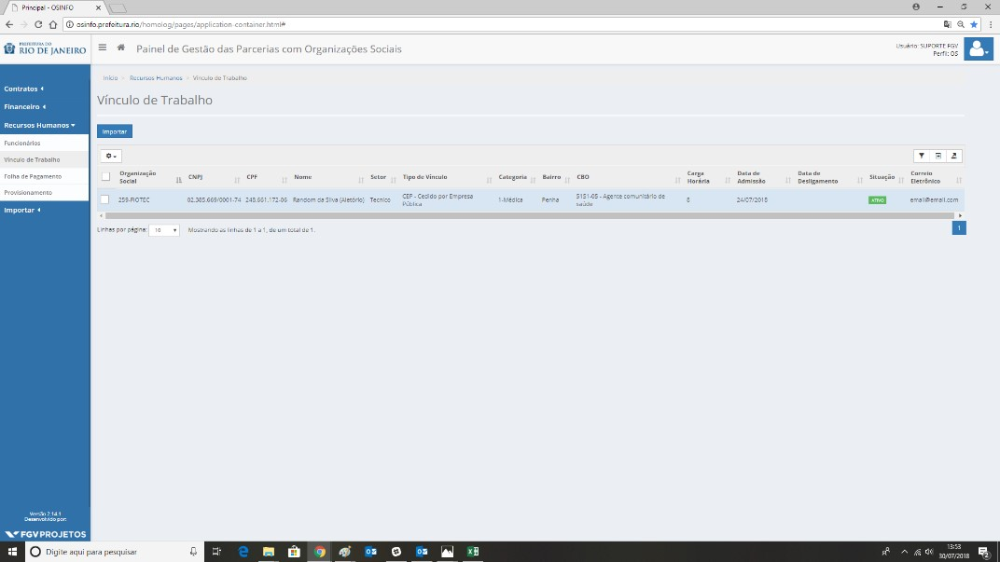 Principal - OSINFO
osinfo.prefeitura.rio/homolog/pages/application-container.html#
PREFEITURA DO
RIO DE JANEIRO
Painel de Gestão das Parcerias com Organizações Sociais
Usuário: SUPORTE FGV
Perfil: OS
Contratos
Financeiro
Recursos Humanos
Funcionários
Vínculo de Trabalho
Folha de Pagamento
Provisionamento
Importar
Início > Recursos Humanos > Vínculo de Trabalho
Vínculo de Trabalho
Importar
Organização Social CNPJ CPF Nome Setor Tipo de Vínculo Categoria Bairro CBO Carga Horária Data de Admissão Data de Desligamento Situação Correio Eletrônico
259-FIOTEC 02.385.669/0001-74 248.661.172-06 Random da Silva (Aletório) Tecnico CEP - Cedido por Empresa Pública 1-Médica Penha 5151-05 - Agente comunitário de saúde 8 24/07/2018 ATIVO email@email.com
Linhas por página: 10 Mostrando as linhas de 1 a 1, de um total de 1.
1
Versão 2.14.1
Desenvolvido por:
FGV PROJETOS
Digite aqui para pesquisar
13:53
30/07/2018
2